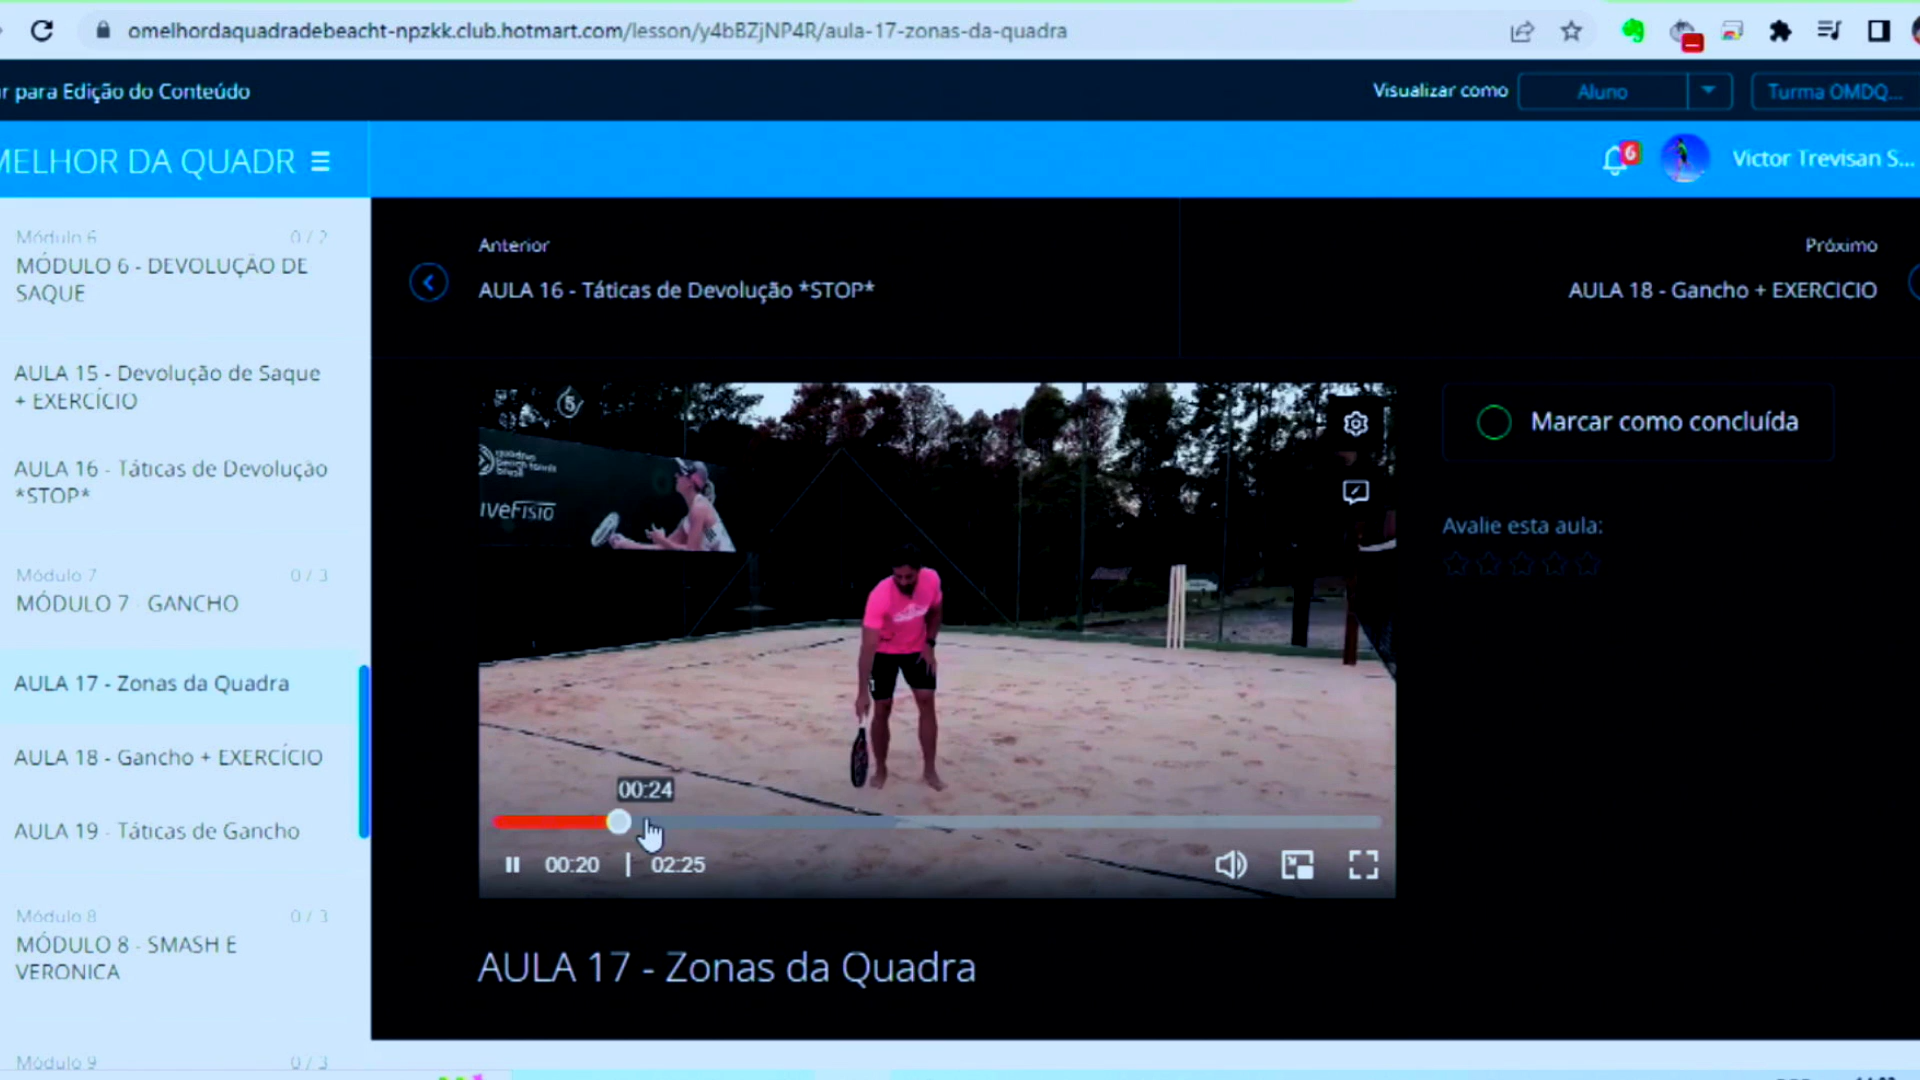 omelhordaquadradebeacht-npzkk.club.hotmart.com/lesson/y4bBZjNP4R/aula-17-zonas-da-quadra
r para Edição do Conteúdo
Visualizar como
Aluno
Turma OMDQ...
MELHOR DA QUADR
6
Victor Trevisan S...
Módulo 6
0 / 2
MÓDULO 6 - DEVOLUÇÃO DE
SAQUE
AULA 15 - Devolução de Saque
+ EXERCÍCIO
AULA 16 - Táticas de Devolução
*STOP*
Módulo 7
0 / 3
MÓDULO 7 - GANCHO
AULA 17 - Zonas da Quadra
AULA 18 - Gancho + EXERCÍCIO
AULA 19 - Táticas de Gancho
Módulo 8
0 / 3
MÓDULO 8 - SMASH E
VERONICA
Módulo 9
0 / 3
Anterior
AULA 16 - Táticas de Devolução *STOP*
Próximo
AULA 18 - Gancho + EXERCICIO
5
beach tennis
brasil
iveFisio
00:24
00:20 | 02:25
Marcar como concluída
Avalie esta aula:
AULA 17 - Zonas da Quadra